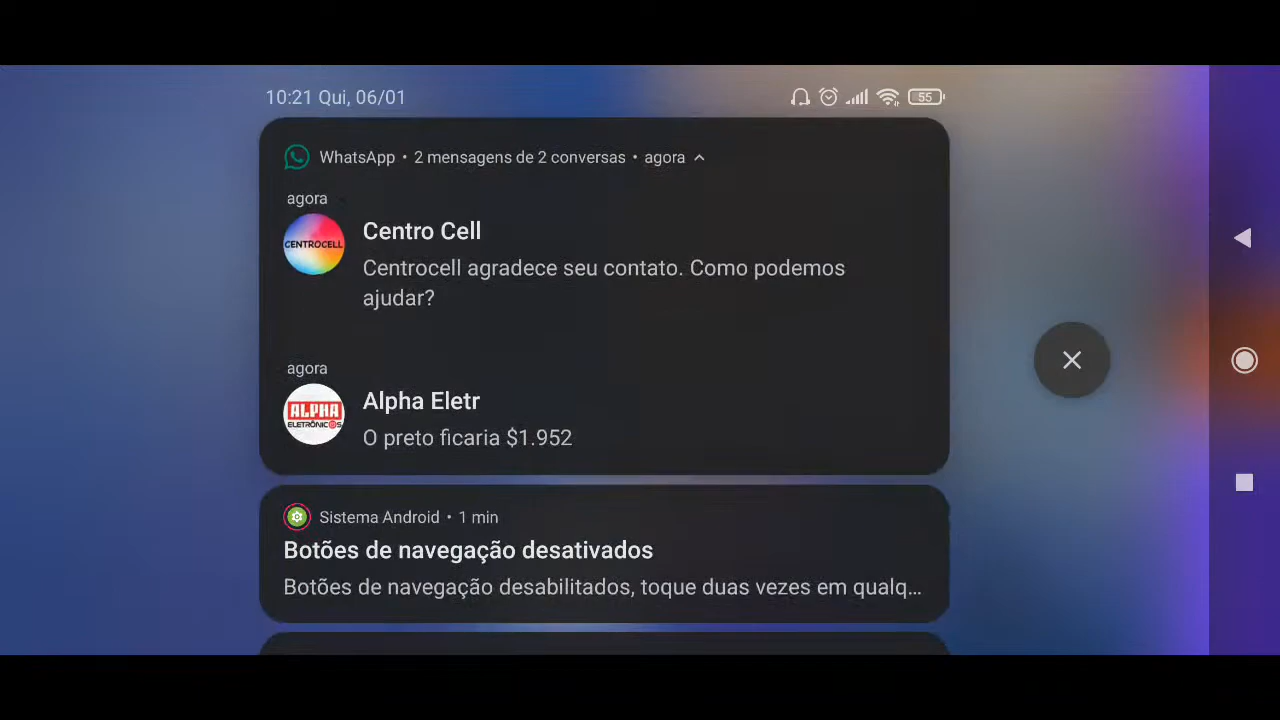 10:21 Qui, 06/01
55
WhatsApp • 2 mensagens de 2 conversas • agora
agora
CENTROCELL
Centro Cell
Centrocell agradece seu contato. Como podemos
ajudar?
agora
ALPHA
ELETRÔNICOS
Alpha Eletr
O preto ficaria $1.952
Sistema Android • 1 min
Botões de navegação desativados
Botões de navegação desabilitados, toque duas vezes em qualq...